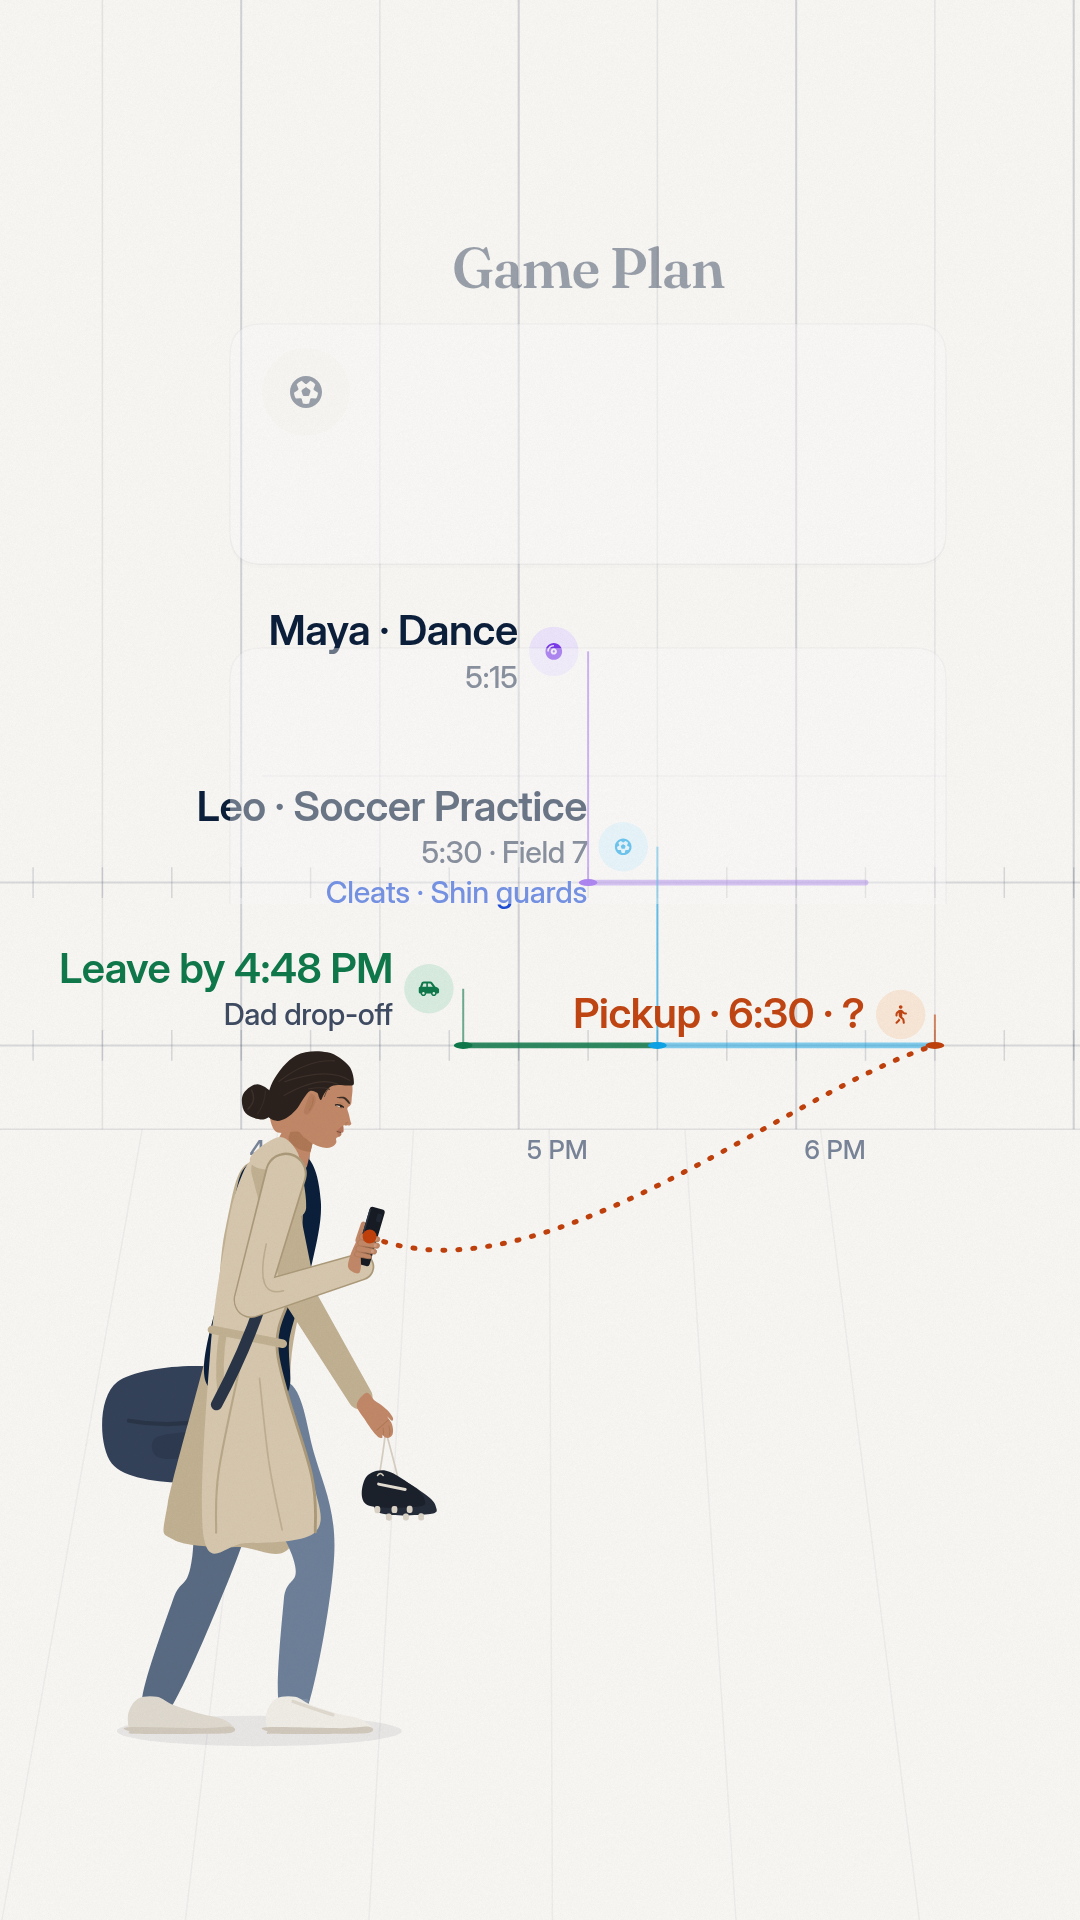 Game Plan
Maya · Dance
5:15
Leo · Soccer Practice
5:30 · Field 7
Cleats · Shin guards
Leave by 4:48 PM
Dad drop-off
Pickup · 6:30 · ?
4
5 PM
6 PM